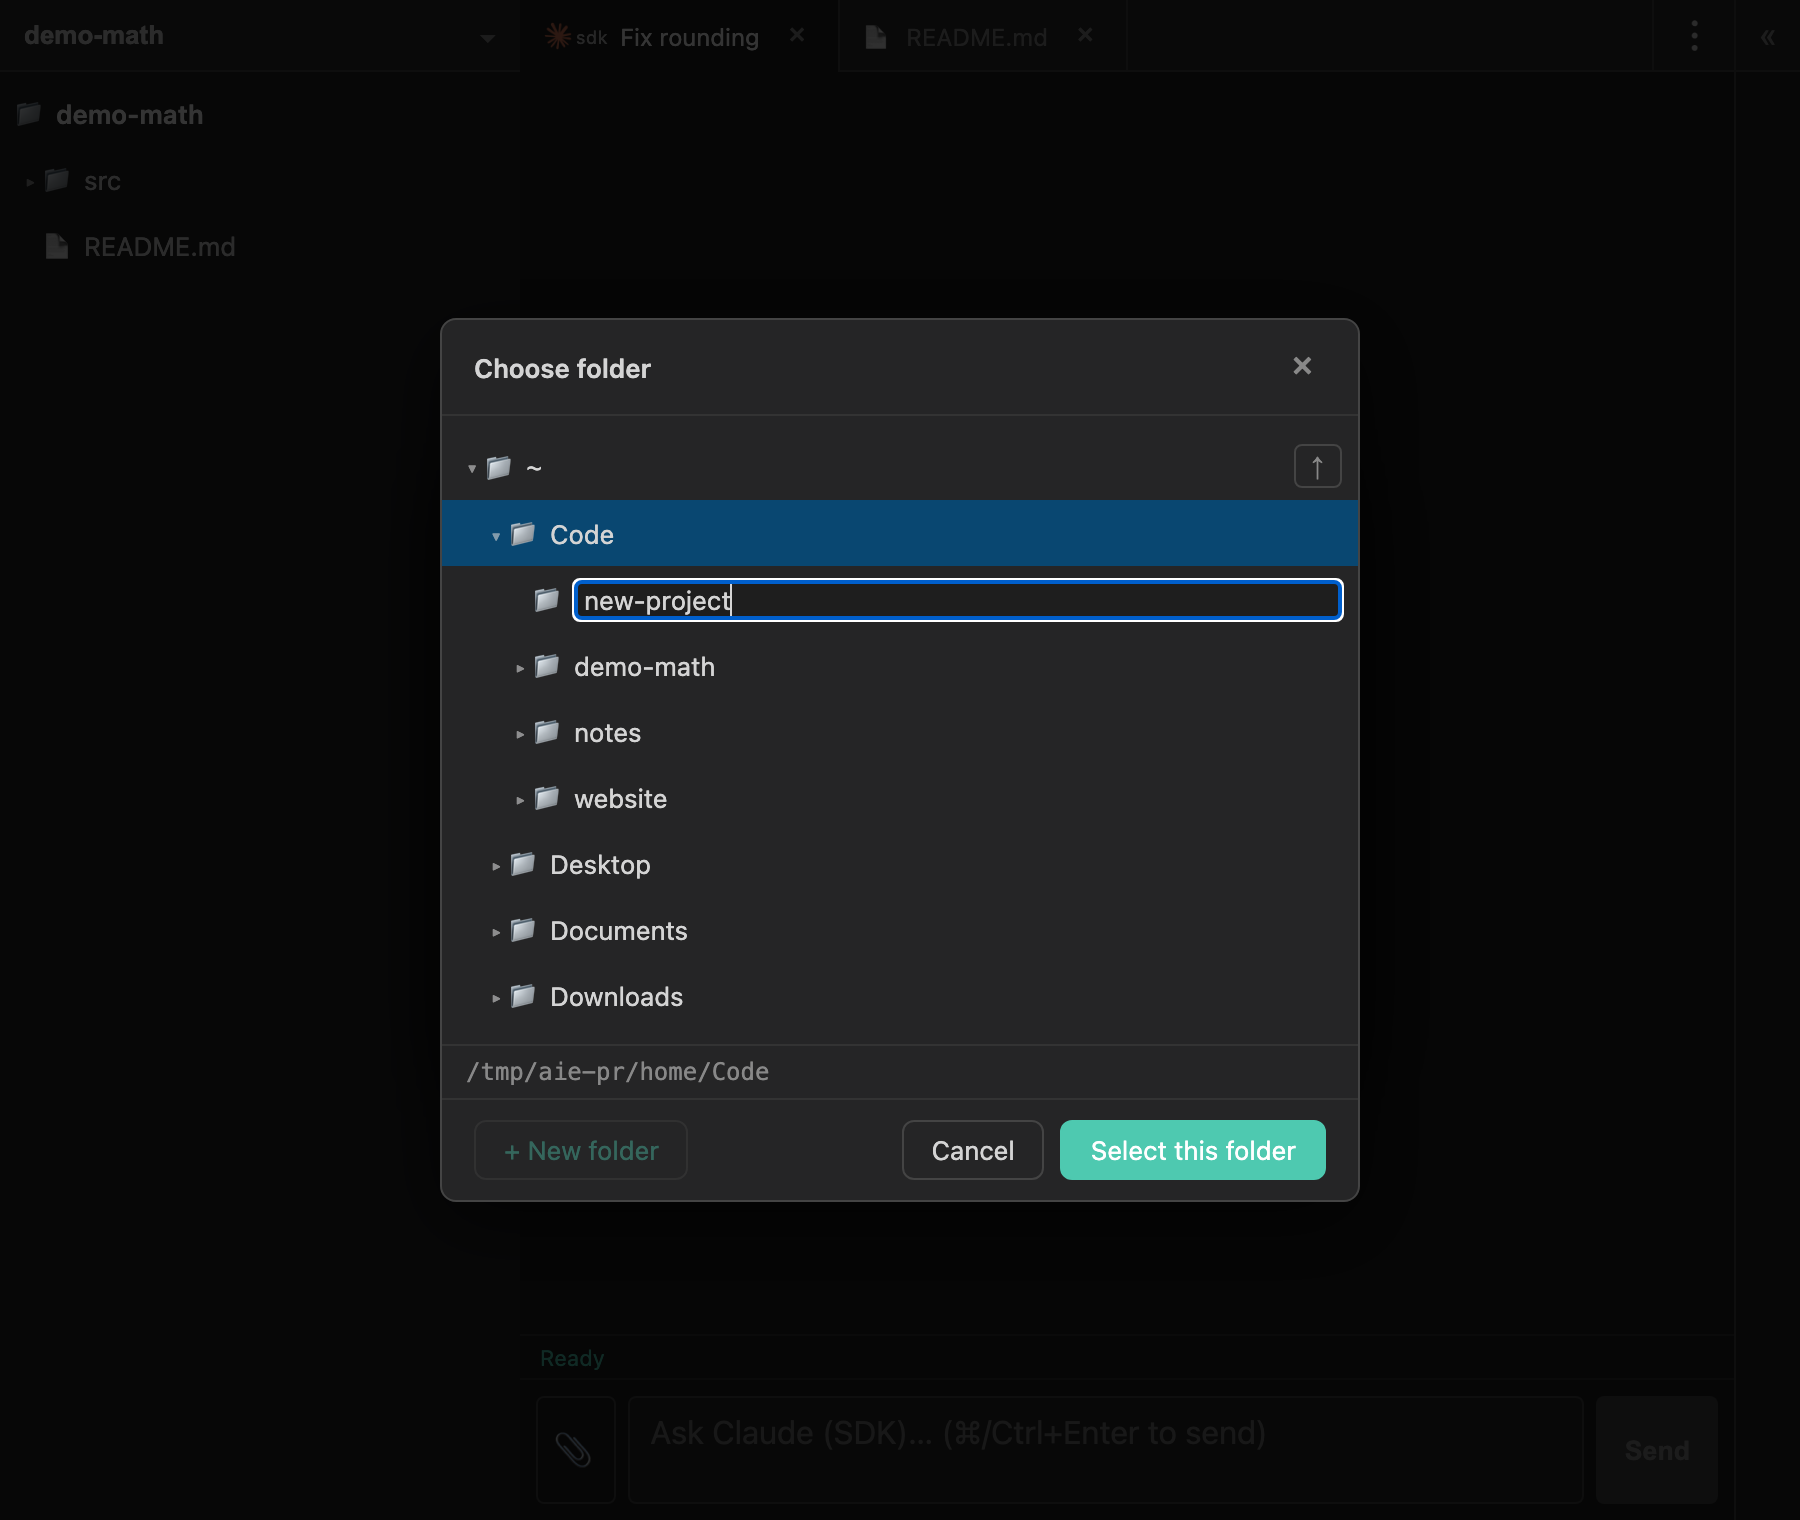 demo-math
sdk Fix rounding ×
README.md ×
«
demo-math
src
README.md
Choose folder ×
~ ↑
Code
new-project
demo-math
notes
website
Desktop
Documents
Downloads
/tmp/aie-pr/home/Code
+ New folder Cancel Select this folder
Ready
Ask Claude (SDK)... (⌘/Ctrl+Enter to send)
Send